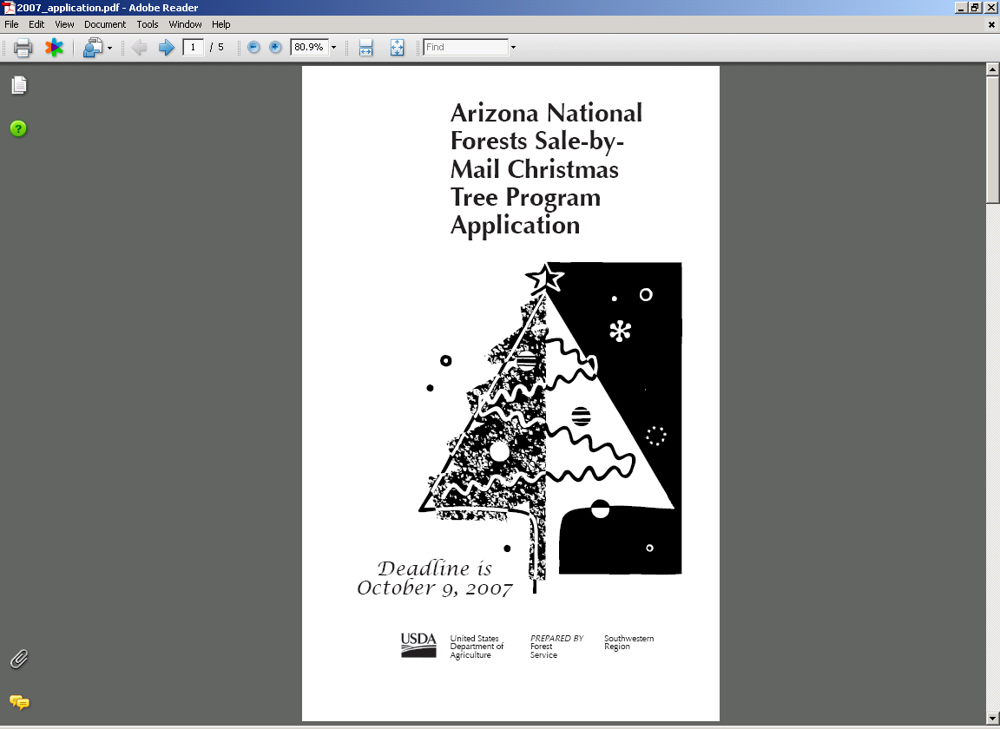 2007_application.pdf - Adobe Reader
File Edit View Document Tools Window Help
1 / 5 80.9% Find
Arizona National
Forests Sale-by-
Mail Christmas
Tree Program
Application
Deadline is
October 9, 2007
USDA
United States
Department of
Agriculture
PREPARED BY
Forest
Service
Southwestern
Region